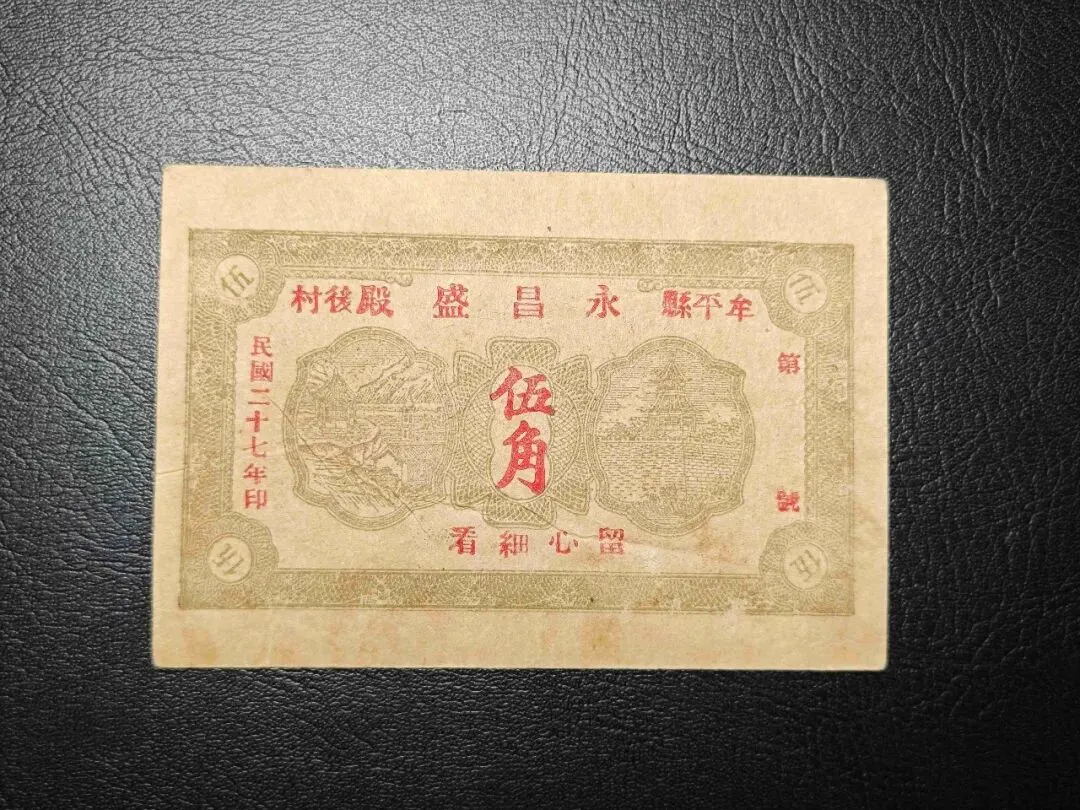 伍
伍
牟平縣 永昌盛 殿後村
第 號
伍角
民國二十七年印
留心細看
伍
伍